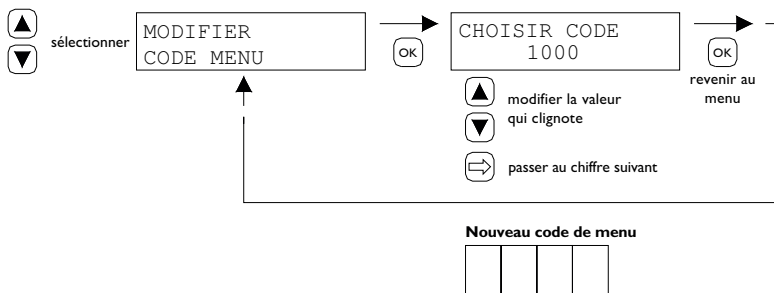 sélectionner
MODIFIER
CODE MENU
OK
CHOISIR CODE
1000
OK
revenir au
menu
modifier la valeur
qui clignote
passer au chiffre suivant
Nouveau code de menu